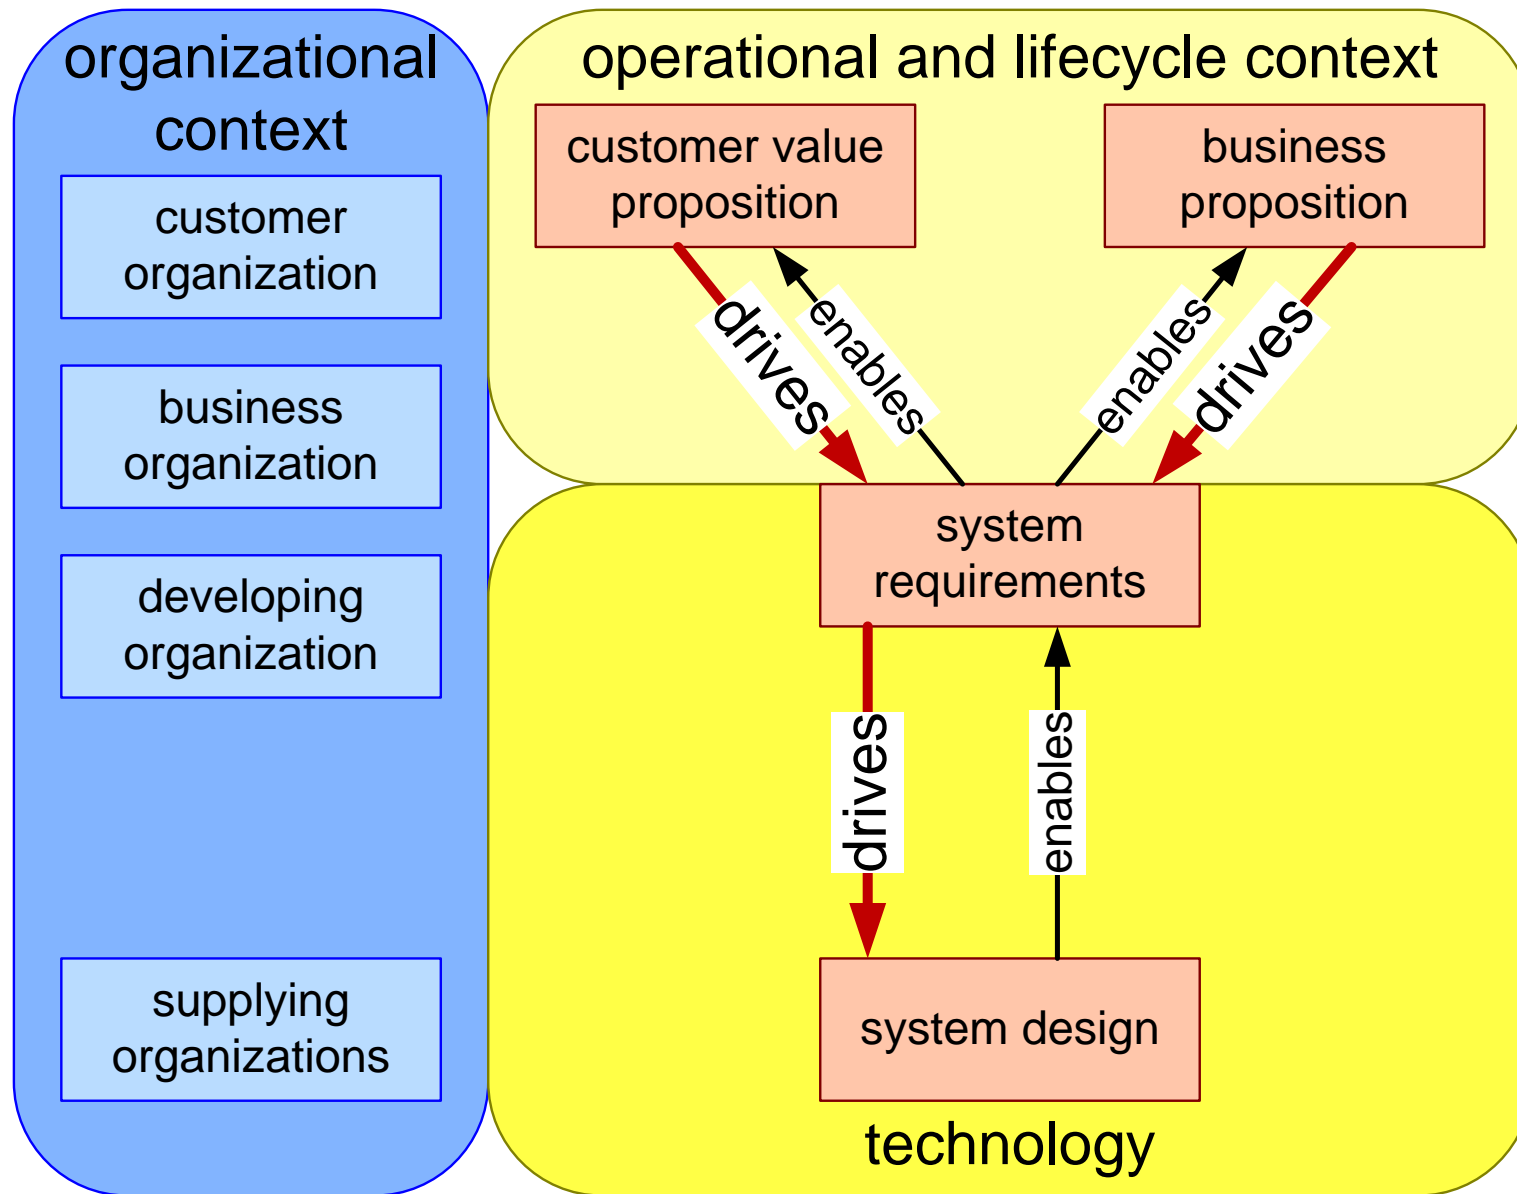 organizational
context
customer
organization
business
organization
developing
organization
supplying
organizations
operational and lifecycle context
customer value
proposition
business
proposition
drives
enables
enables
drives
system
requirements
drives
enables
system design
technology